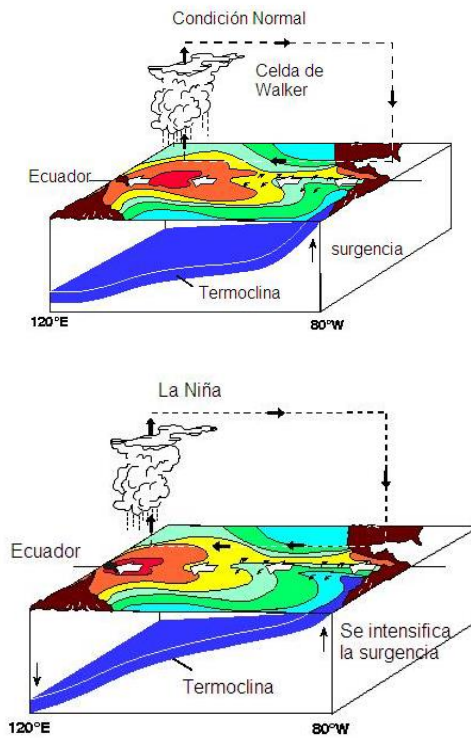 Condición Normal
Celda de
Walker
Ecuador
surgencia
Termoclina
120°E
80°W
La Niña
Ecuador
Se intensifica
la surgencia
Termoclina
120°E
80°W